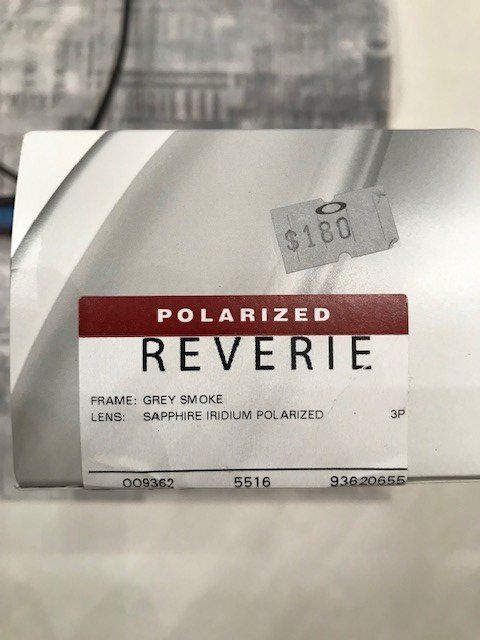 $180
POLARIZED
REVERIE
FRAME: GREY SMOKE
LENS: SAPPHIRE IRIDIUM POLARIZED 3P
OO9362 5516 93620655